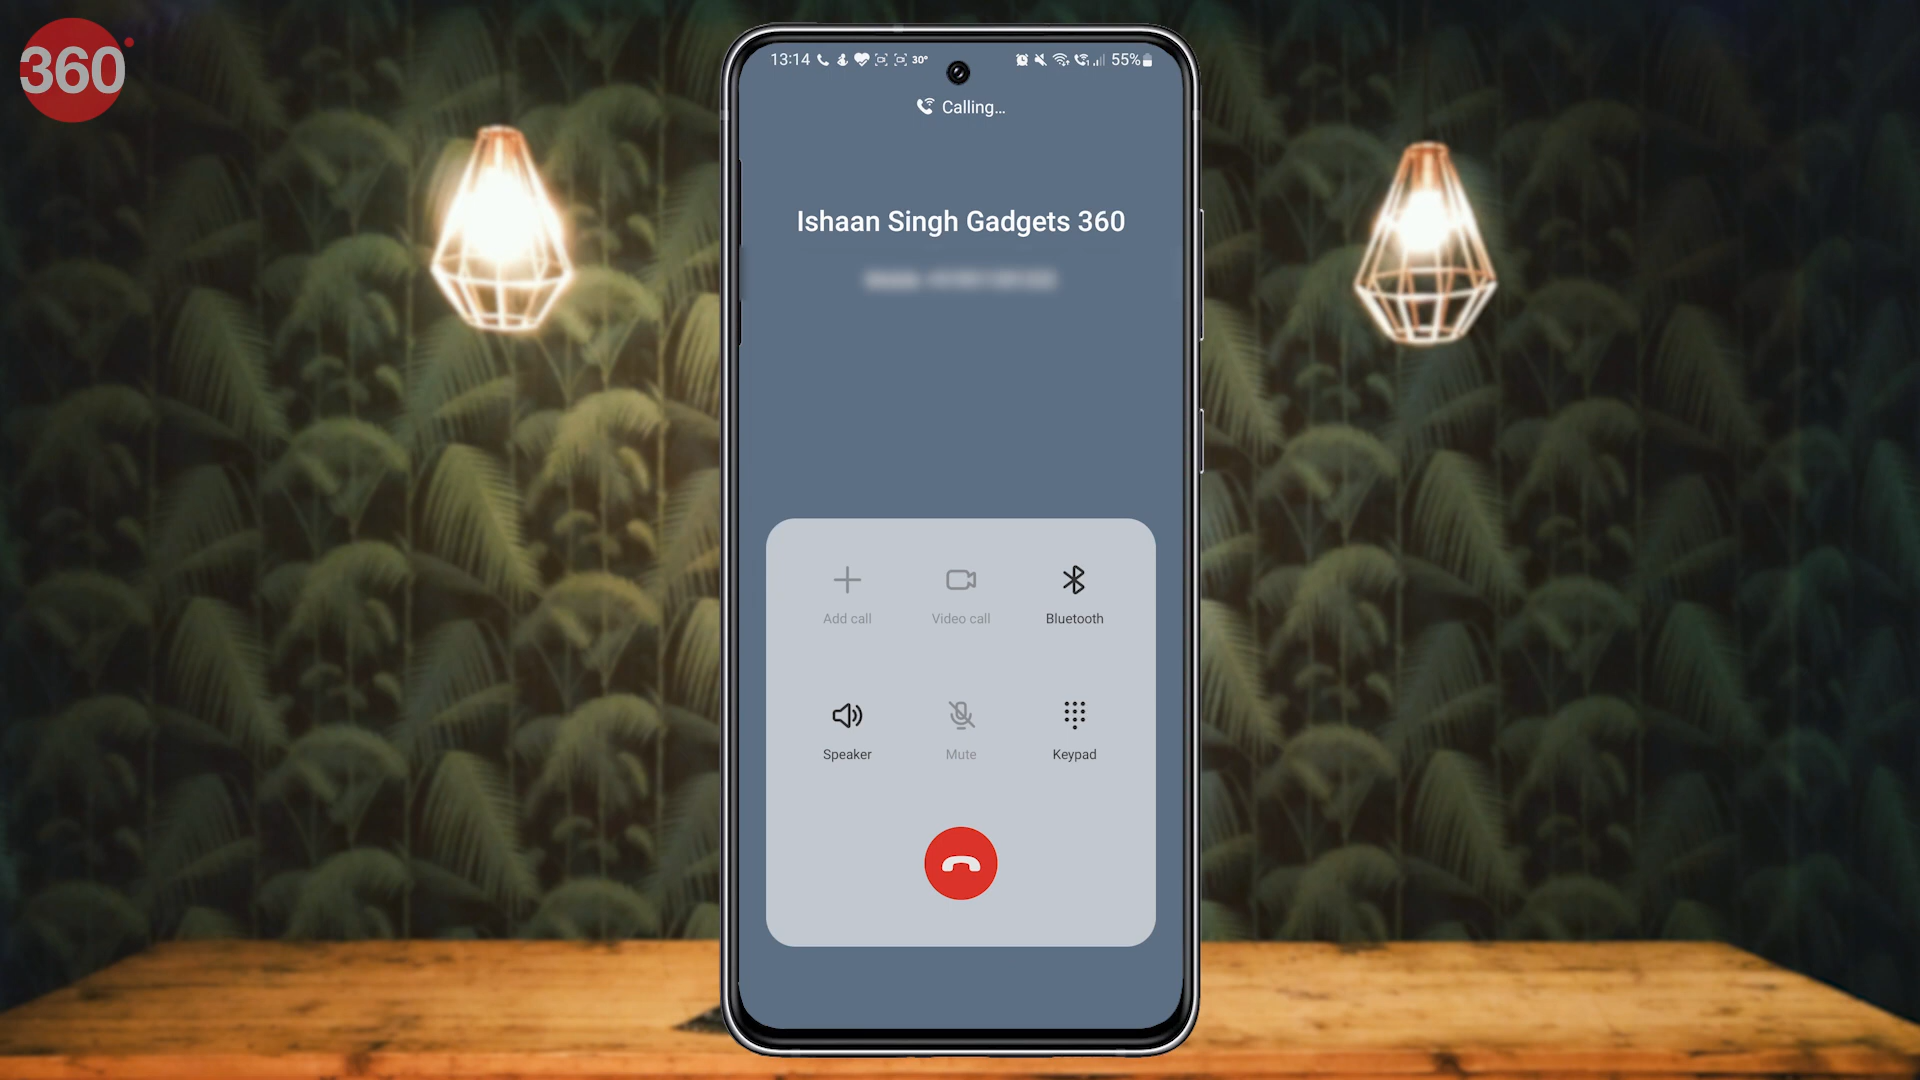 360
13:14 30° 55%
Calling...
Ishaan Singh Gadgets 360
Add call Video call Bluetooth
Speaker Mute Keypad